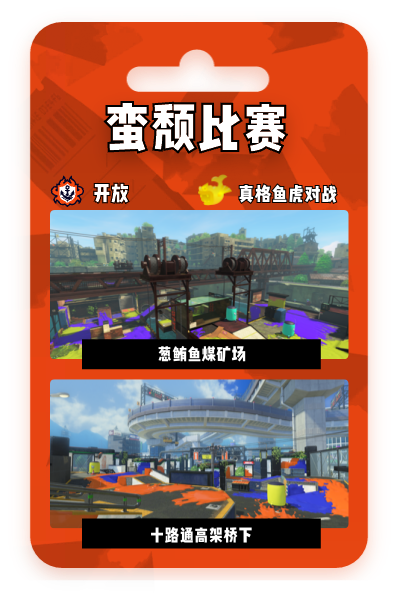 蛮颓比赛
开放
真格鱼虎对战
葱鲔鱼煤矿场
十路通高架桥下